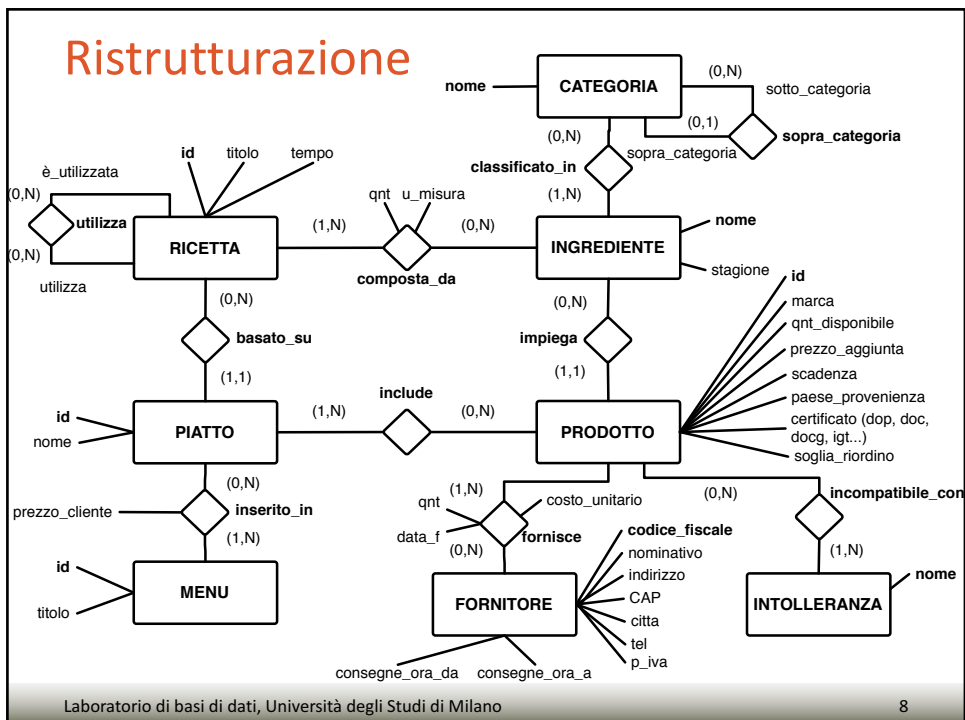 Ristrutturazione
CATEGORIA
nome
(0,N)
sotto_categoria
(0,1)
sopra_categoria
(0,N)
sopra_categoria
classificato_in
(1,N)
id
titolo
tempo
è_utilizzata
(0,N)
utilizza
(0,N)
utilizza
RICETTA
(1,N)
qnt
u_misura
composta_da
(0,N)
INGREDIENTE
nome
stagione
(0,N)
basato_su
(1,1)
(0,N)
impiega
(1,1)
id
marca
qnt_disponibile
prezzo_aggiunta
scadenza
paese_provenienza
certificato (dop, doc,
docg, igt...)
soglia_riordino
id
nome
PIATTO
(1,N)
include
(0,N)
PRODOTTO
(0,N)
prezzo_cliente
inserito_in
(1,N)
id
titolo
MENU
(1,N)
qnt
costo_unitario
data_f
fornisce
(0,N)
(0,N)
incompatibile_con
(1,N)
codice_fiscale
nominativo
indirizzo
CAP
citta
tel
p_iva
FORNITORE
consegne_ora_da
consegne_ora_a
nome
INTOLLERANZA
Laboratorio di basi di dati, Università degli Studi di Milano
8